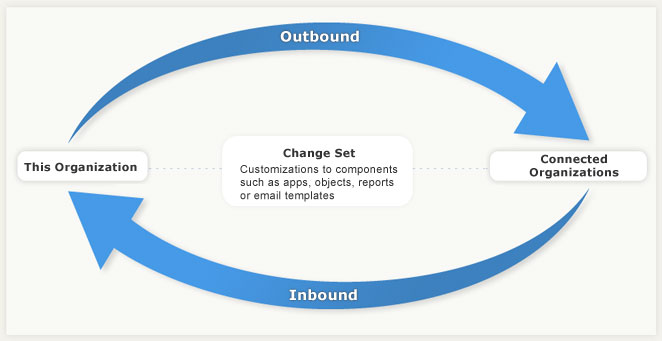 Outbound
This Organization
Change Set
Customizations to components
such as apps, objects, reports
or email templates
Connected
Organizations
Inbound